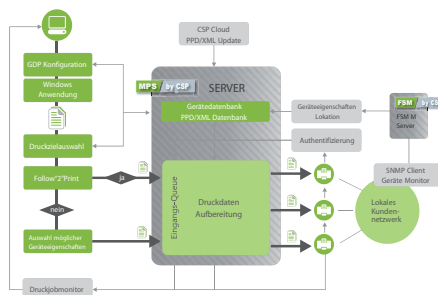 CSP Cloud
PPD/XML Update
GDP Konfiguration
Windows
Anwendung
MPS / by CSP
SERVER
Gerätedatenbank
PPD/XML Datenbank
Geräteeigenschaften
Lokation
FSM / by C
FSM M
Server
Authentifizierung
Druckzielauswahl
SNMP Client
Geräte Monitor
Follow"2"Print
ja
Eingangs-Queue
Druckdaten
Aufbereitung
Lokales
Kunden-
netzwerk
nein
Auswahl möglicher
Geräteeigenschaften
Druckjobmonitor